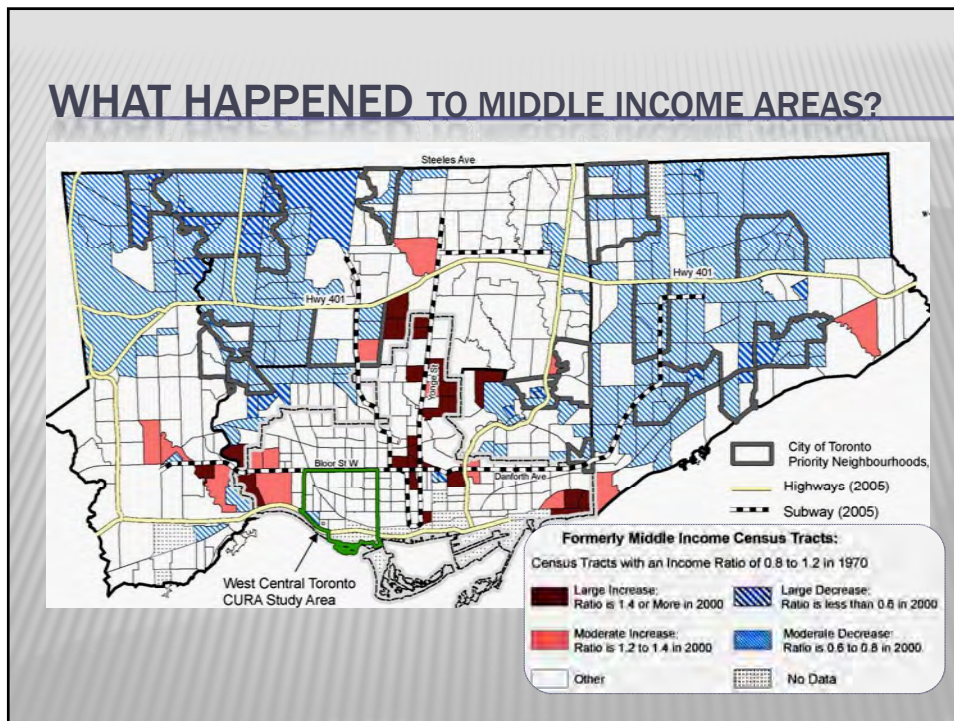 WHAT HAPPENED TO MIDDLE INCOME AREAS?
Steeles Ave
Hwy 401
Hwy 401
Yonge St
Bloor St W
Danforth Ave
West Central Toronto
CURA Study Area
City of Toronto
Priority Neighbourhoods,
Highways (2005)
Subway (2005)
Formerly Middle Income Census Tracts:
Census Tracts with an Income Ratio of 0.8 to 1.2 in 1970
Large Increase;
Ratio is 1.4 or More in 2000
Large Decrease;
Ratio is less than 0.6 in 2000
Moderate Increase;
Ratio is 1.2 to 1.4 in 2000
Moderate Decrease;
Ratio is 0.6 to 0.8 in 2000
Other
No Data